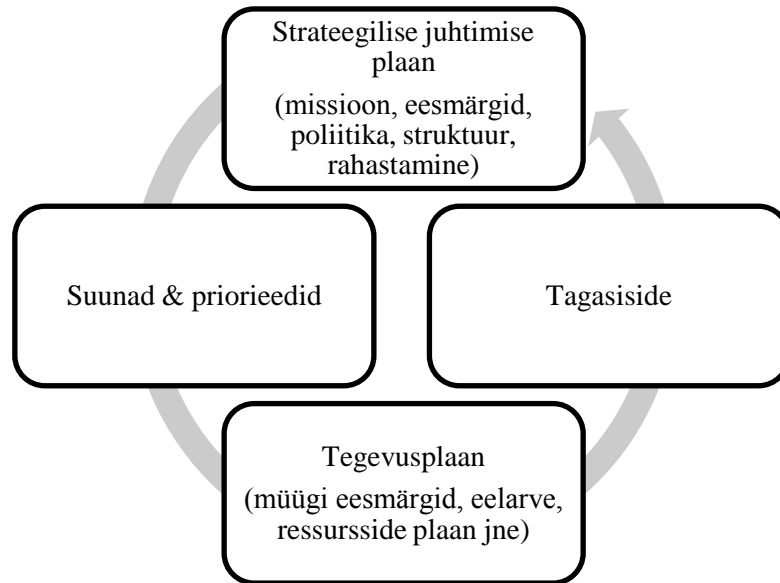 Strateegilise juhtimise
plaan
(missioon, eesmärgid,
poliitika, struktuur,
rahastamine)
Suunad & priorieedid
Tagasiside
Tegevusplaan
(müügi eesmärgid, eelarve,
ressursside plaan jne)